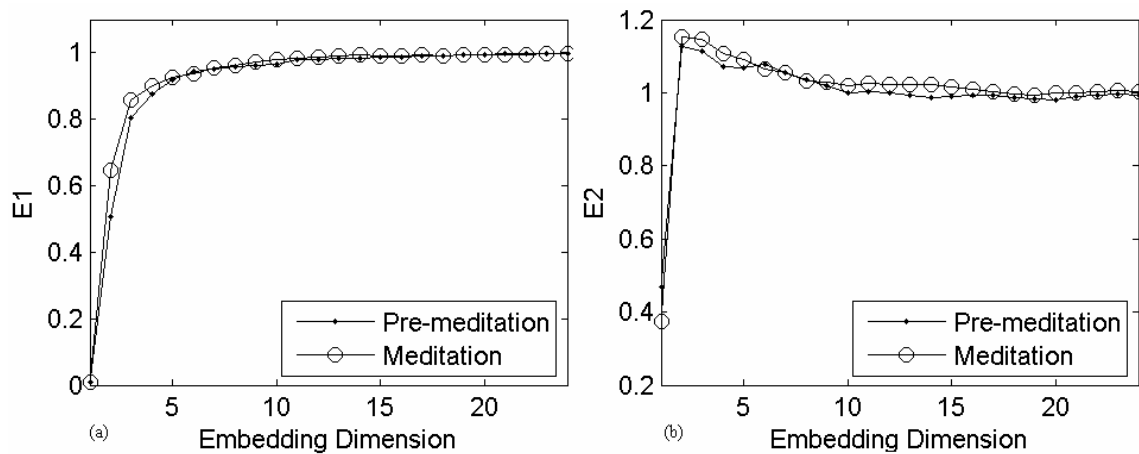 1
0.8
0.6
0.4
0.2
0
E1
Pre-meditation
Meditation
5
10
15
20
(a)
Embedding Dimension
1.2
1
0.8
0.6
0.4
0.2
E2
Pre-meditation
Meditation
5
10
15
20
(b)
Embedding Dimension